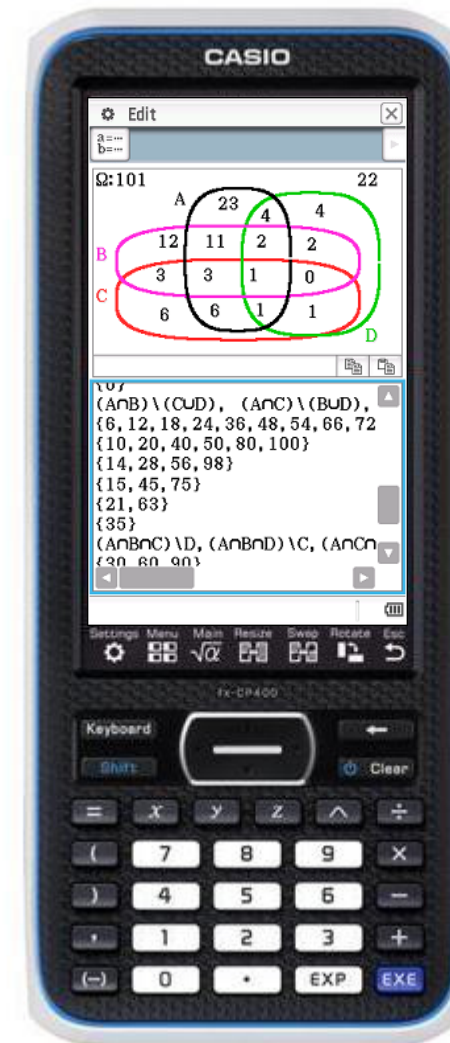 CASIO
Edit
a=… b=…
Ω:101 22
A 23 4 4
B 12 11 2 2
3 3 1 0
C
6 6 1 1
D
{0}
(A∩B)\(C∪D), (A∩C)\(B∪D),
{6,12,18,24,36,48,54,66,72
{10,20,40,50,80,100}
{14,28,56,98}
{15,45,75}
{21,63}
{35}
(A∩B∩C)\D,(A∩B∩D)\C,(A∩C∩
{30,60,90}
Settings Menu Main Resize Swap Rotate Esc
√α
fx-CP400
Keyboard
Shift Clear
= x y z ^ ÷
( 7 8 9 ×
) 4 5 6 −
, 1 2 3 +
(−) 0 • EXP EXE